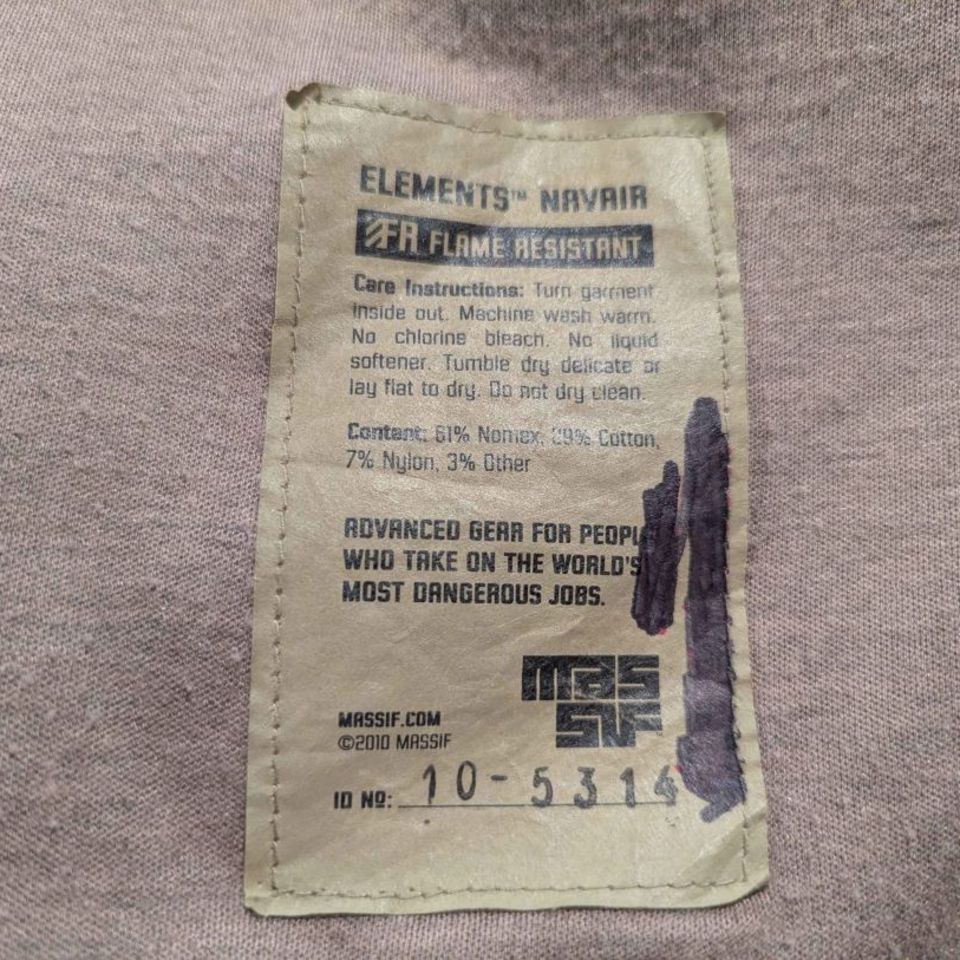 ELEMENTS™ NAVAIR
FR FLAME RESISTANT
Care Instructions: Turn garment
inside out. Machine wash warm.
No chlorine bleach. No liquid
softener. Tumble dry delicate or
lay flat to dry. Do not dry clean.
Content: 61% Nomex, 29% Cotton,
7% Nylon, 3% Other
ADVANCED GEAR FOR PEOPL
WHO TAKE ON THE WORLD'S
MOST DANGEROUS JOBS.
MAS
SIF
MASSIF.COM
©2010 MASSIF
ID Nº: 10-5314